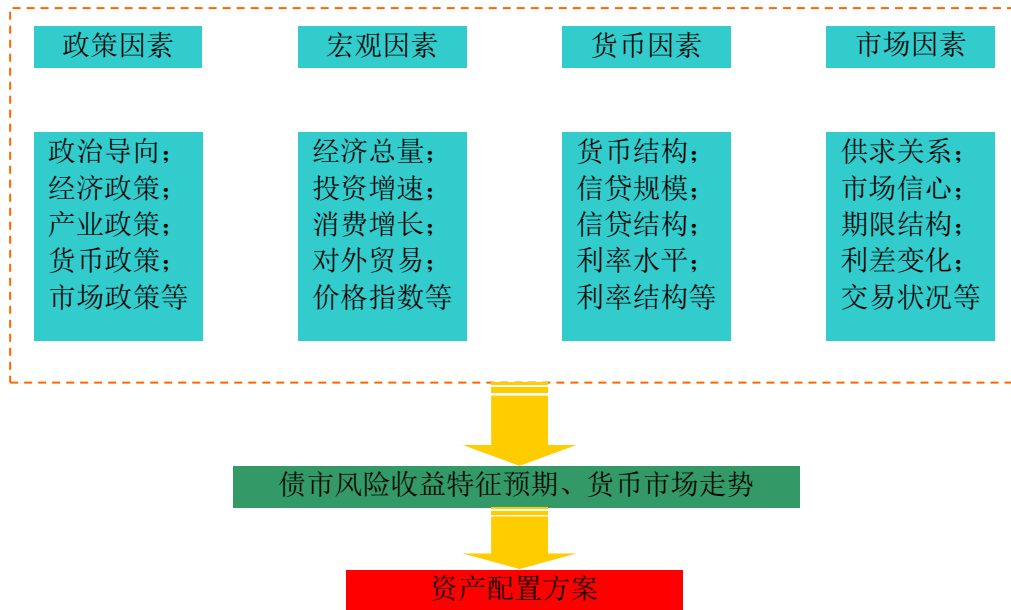 政策因素
宏观因素
货币因素
市场因素
政治导向；
经济政策；
产业政策；
货币政策；
市场政策等
经济总量；
投资增速；
消费增长；
对外贸易；
价格指数等
货币结构；
信贷规模；
信贷结构；
利率水平；
利率结构等
供求关系；
市场信心；
期限结构；
利差变化；
交易状况等
债市风险收益特征预期、货币市场走势
资产配置方案